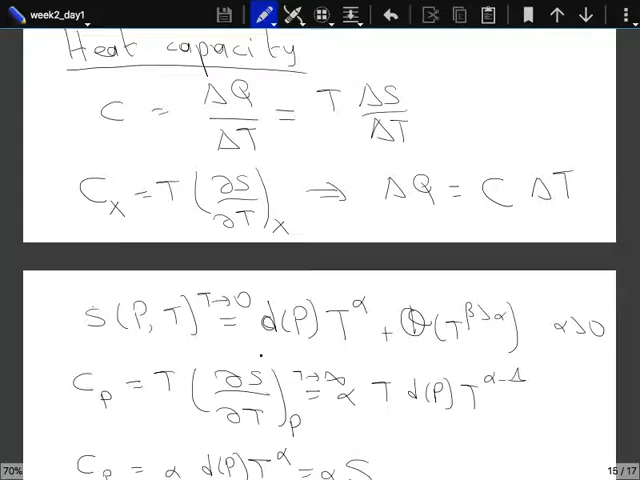 week2_day1
Heat capacity
C = ΔQ/ΔT = T ΔS/ΔT
C_x = T (∂S/∂T)_x ⇒ ΔQ = C ΔT
S(P,T) T→0 = d(P) T^α + O(T^β>α) α>0
C_p = T (∂S/∂T)_P T→0 = α T d(P) T^α-1
C_p = α d(P) T^α = α S
70%
15 / 17